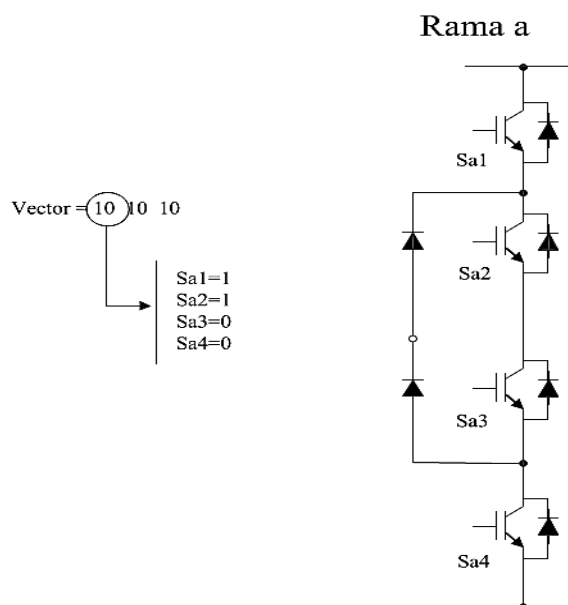 Rama a
Sa1
Vector = 10 10 10
Sa2
Sa1=1
Sa2=1
Sa3=0
Sa4=0
Sa3
Sa4